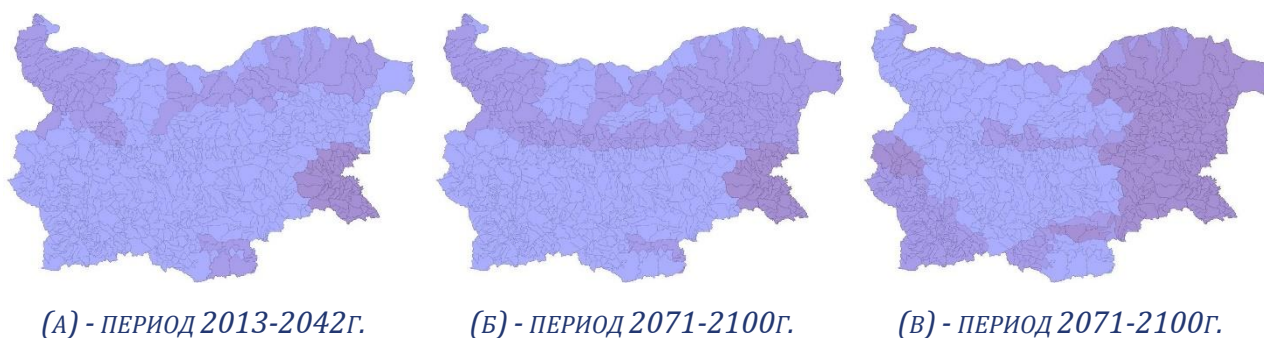 (А) - ПЕРИОД 2013-2042Г.
(Б) - ПЕРИОД 2071-2100Г.
(В) - ПЕРИОД 2071-2100Г.